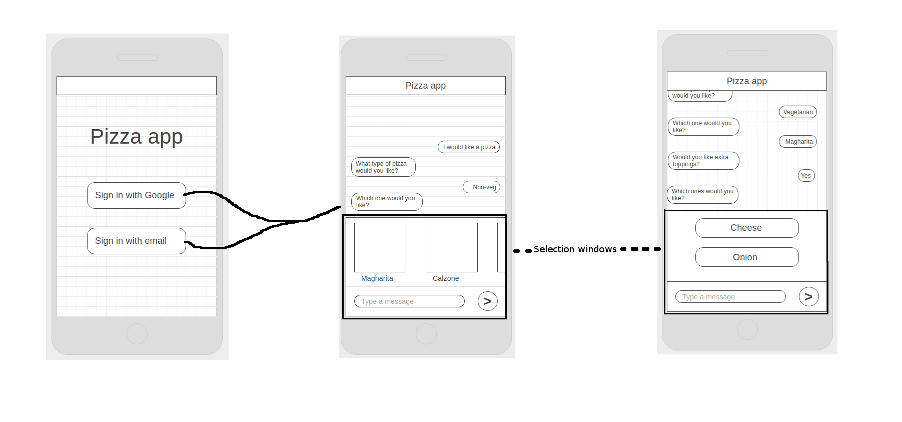 Pizza app
Sign in with Google
Sign in with email
Pizza app
I would like a pizza
What type of pizza
would you like?
Non-veg
Which one would you
like?
Magharita
Calzone
Type a message
>
Selection windows
Pizza app
would you like?
Vegetarian
Which one would you
like?
Magharita
Would you like extra
toppings?
Yes
Which ones would you
like?
Cheese
Onion
Type a message
>